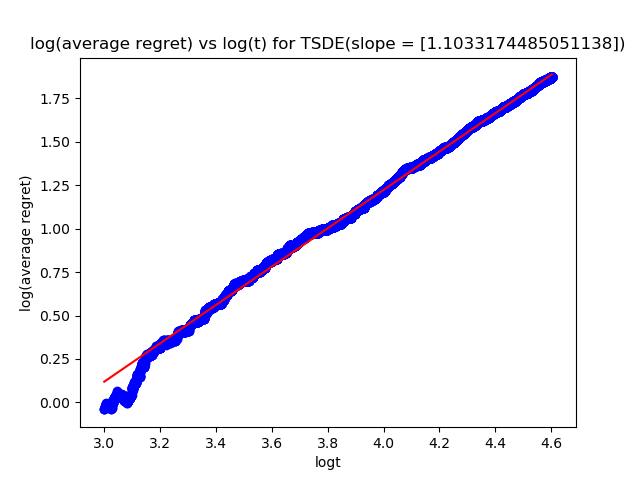 log(average regret) vs log(t) for TSDE(slope = [1.1033174485051138])
log(average regret)
1.75
1.50
1.25
1.00
0.75
0.50
0.25
0.00
3.0 3.2 3.4 3.6 3.8 4.0 4.2 4.4 4.6
logt